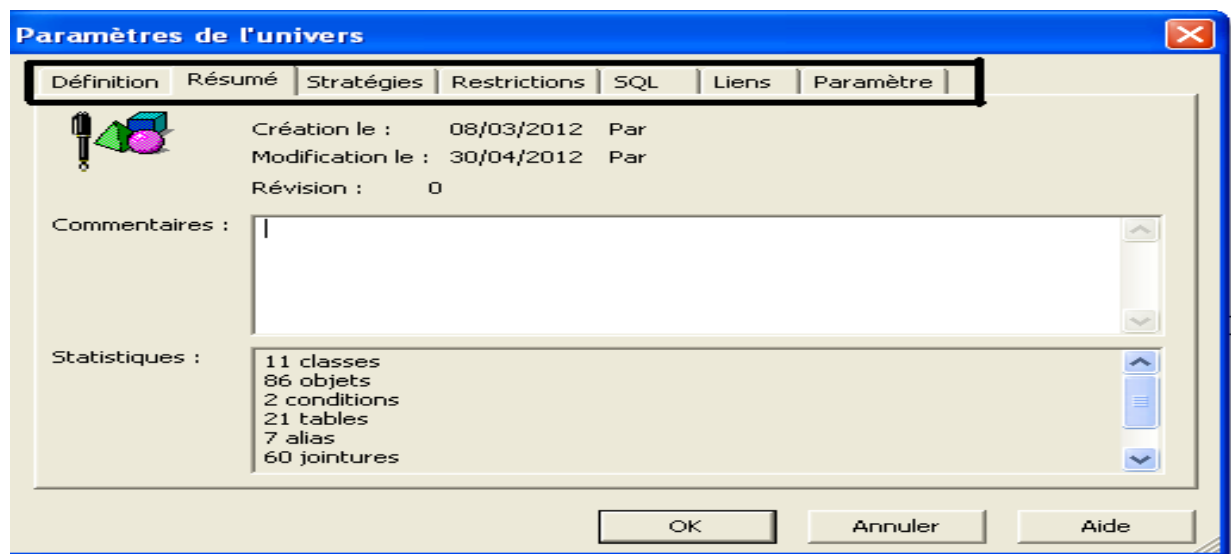 Paramètres de l'univers
Définition Résumé Stratégies Restrictions SQL Liens Paramètre
Création le : 08/03/2012 Par
Modification le : 30/04/2012 Par
Révision : 0
Commentaires :
Statistiques :
11 classes
86 objets
2 conditions
21 tables
7 alias
60 jointures
OK Annuler Aide